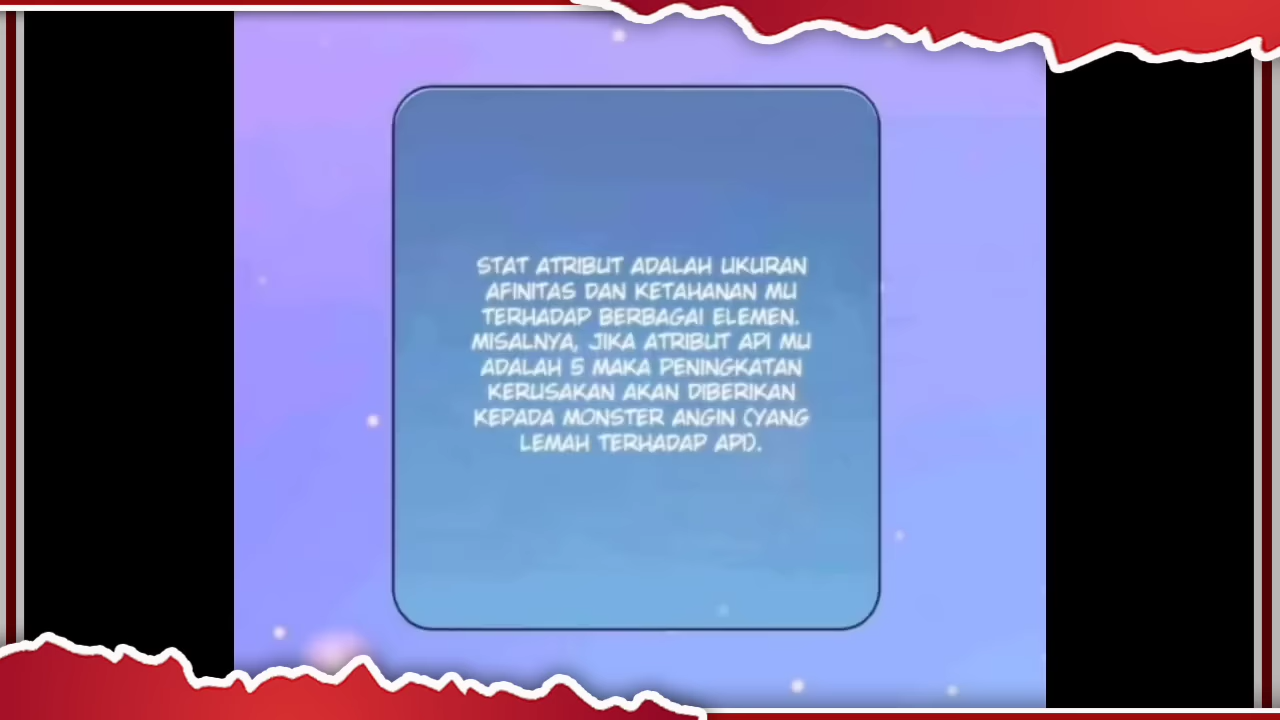 STAT ATRIBUT ADALAH UKURAN
AFINITAS DAN KETAHANAN MU
TERHADAP BERBAGAI ELEMEN.
MISALNYA, JIKA ATRIBUT API MU
ADALAH 5 MAKA PENINGKATAN
KERUSAKAN AKAN DIBERIKAN
KEPADA MONSTER ANGIN (YANG
LEMAH TERHADAP API).